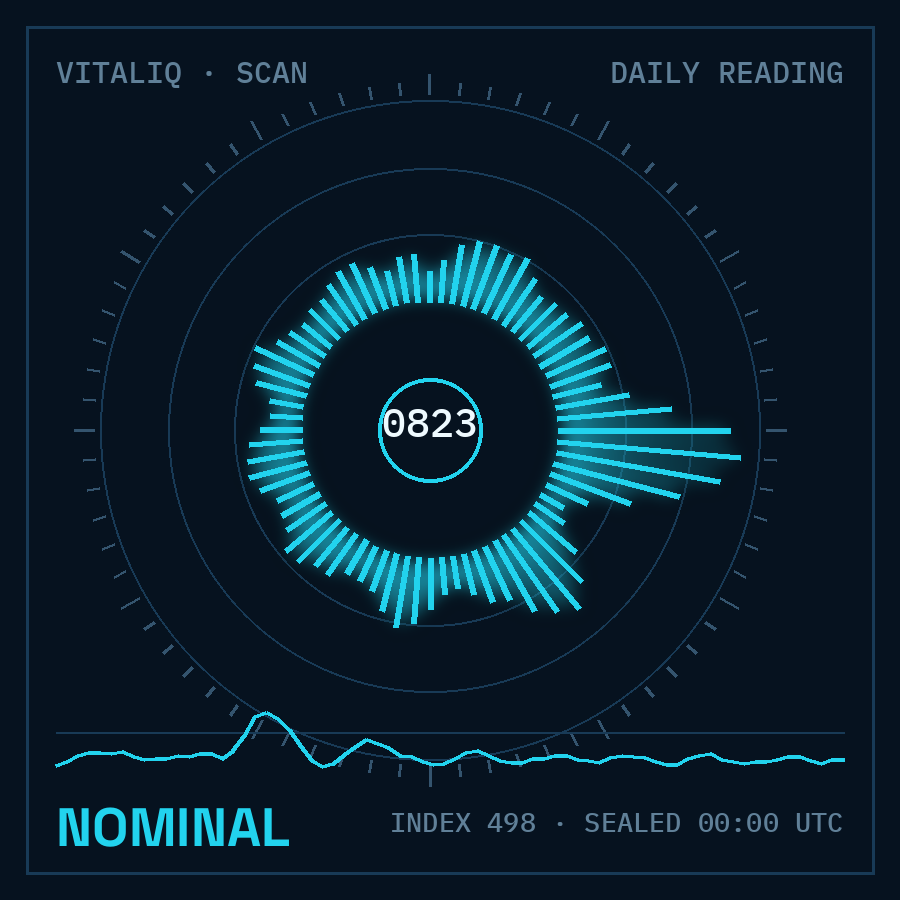 VITALIQ · SCAN
DAILY READING
0823
NOMINAL
INDEX 498 · SEALED 00:00 UTC